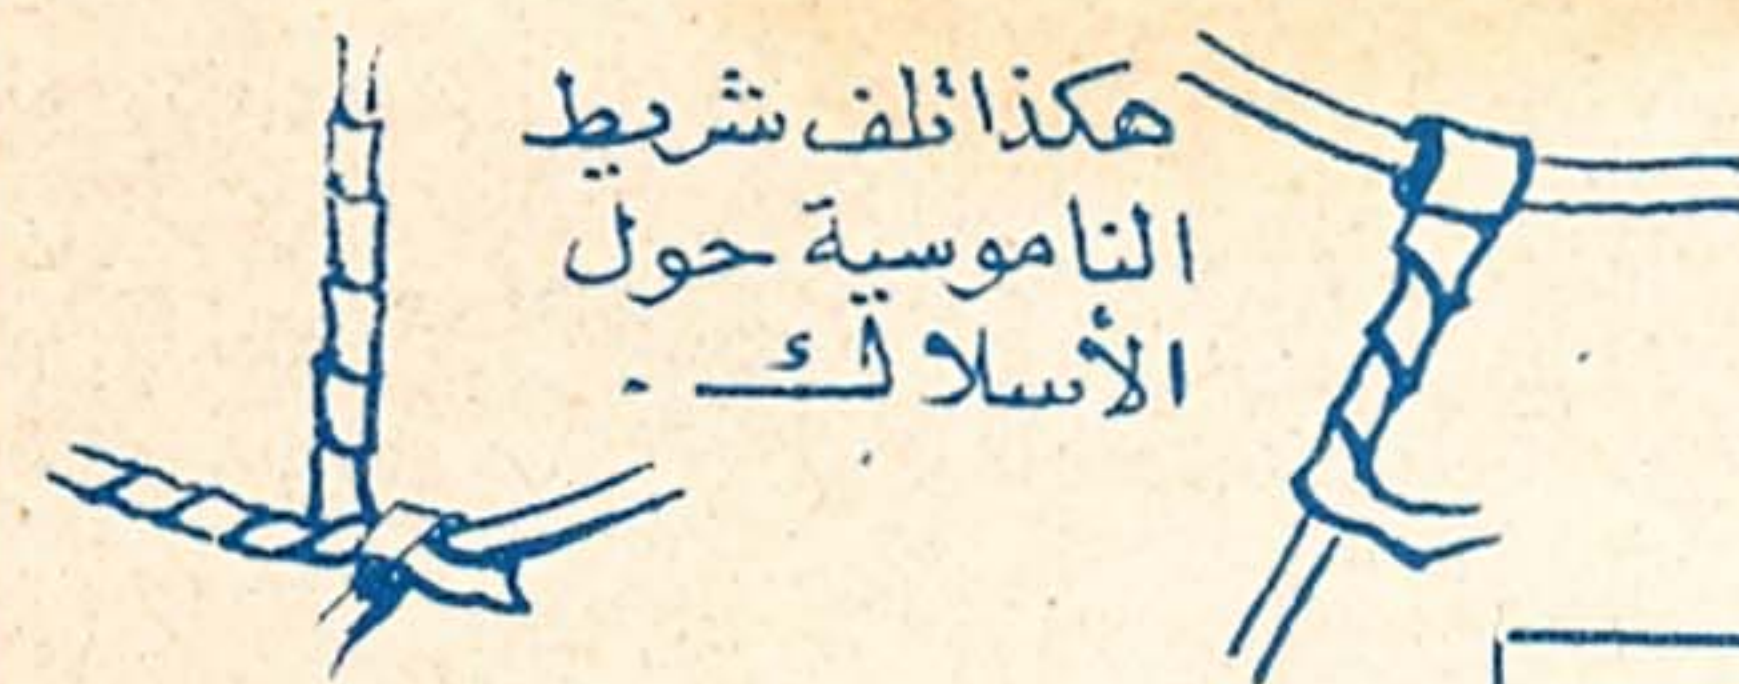 هكذا تلف شريط
الناموسية حول
الأسلاك .